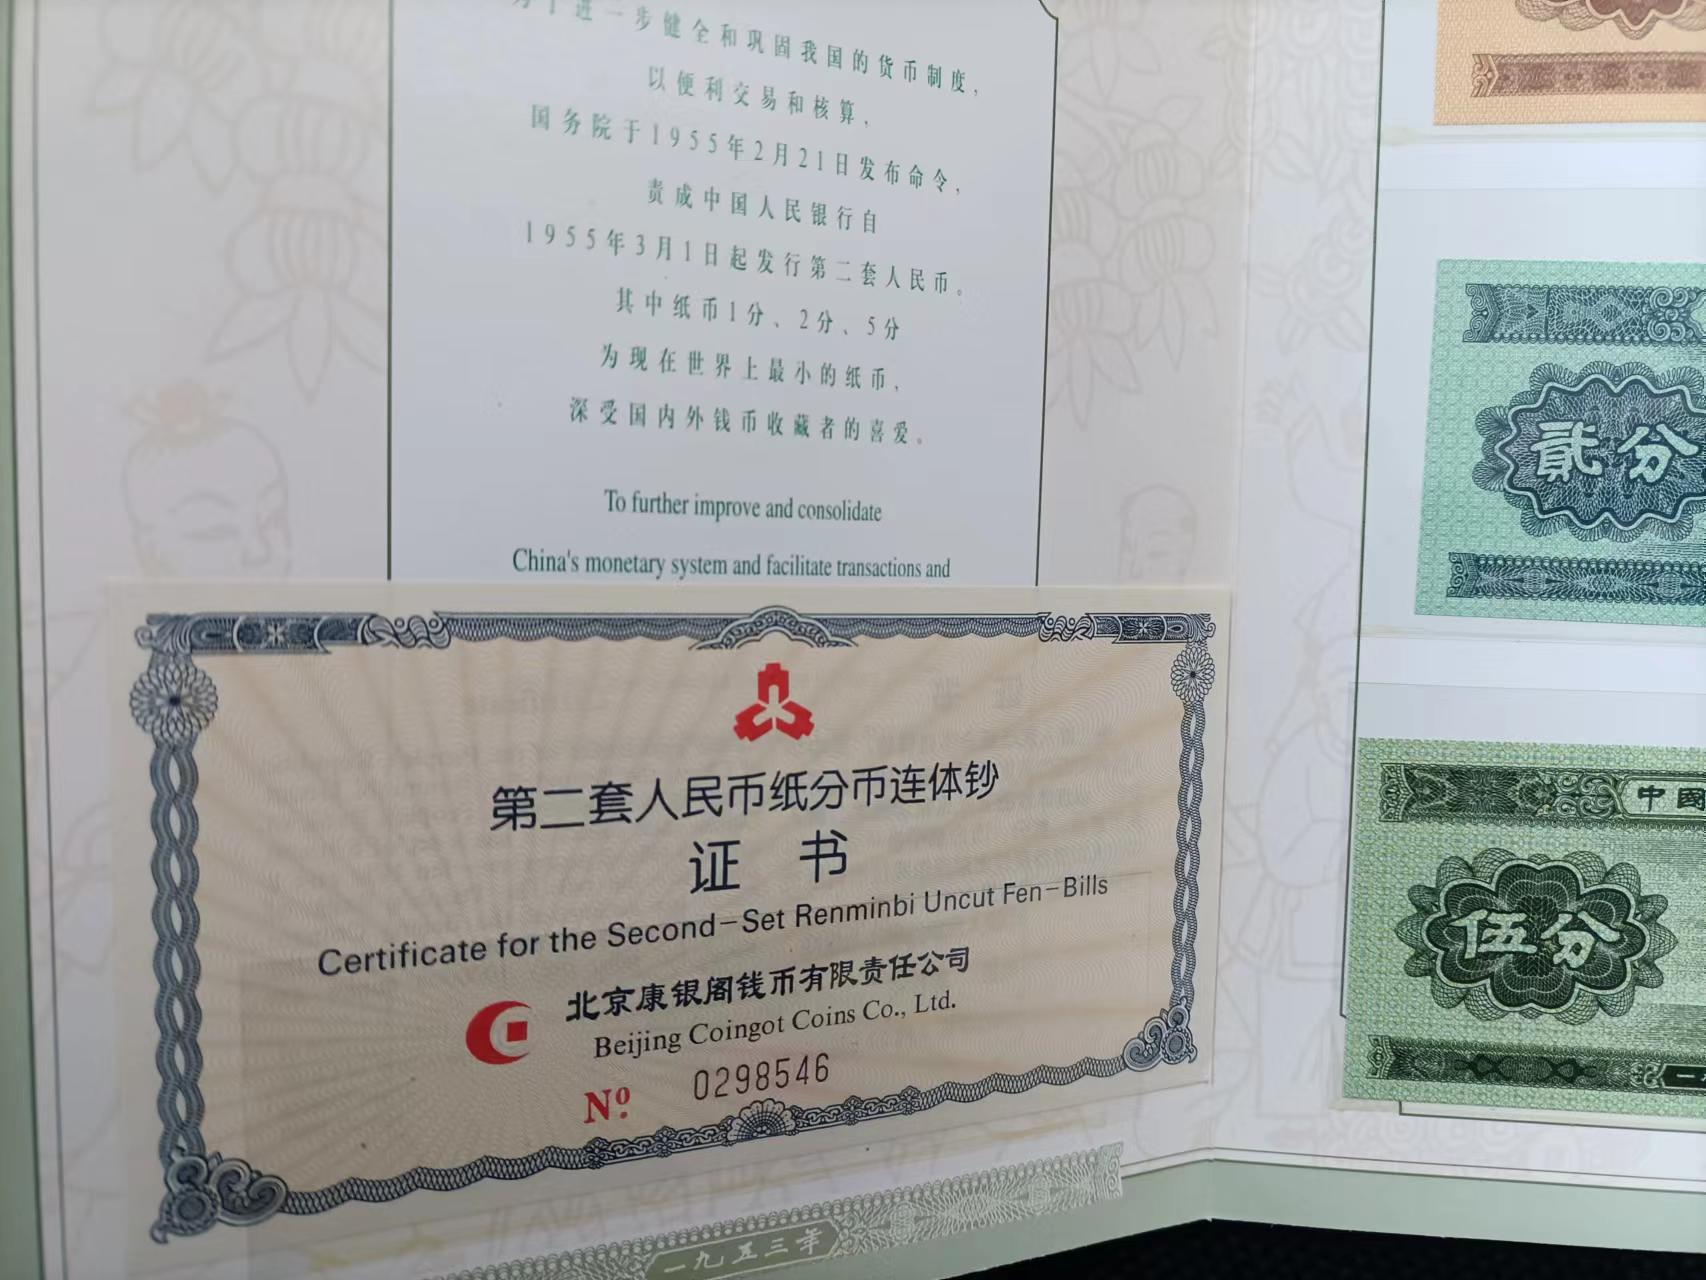 为了进一步健全和巩固我国的货币制度，
以便利交易和核算，
国务院于1955年2月21日发布命令，
责成中国人民银行自
1955年3月1日起发行第二套人民币。
其中纸币1分、2分、5分
为现在世界上最小的纸币，
深受国内外钱币收藏者的喜爱。
To further improve and consolidate
China's monetary system and facilitate transactions and
第二套人民币纸分币连体钞
证 书
Certificate for the Second-Set Renminbi Uncut Fen-Bills
北京康银阁钱币有限责任公司
Beijing Coingot Coins Co., Ltd.
Nº 0298546
一九五三年
貳分
中国
伍分